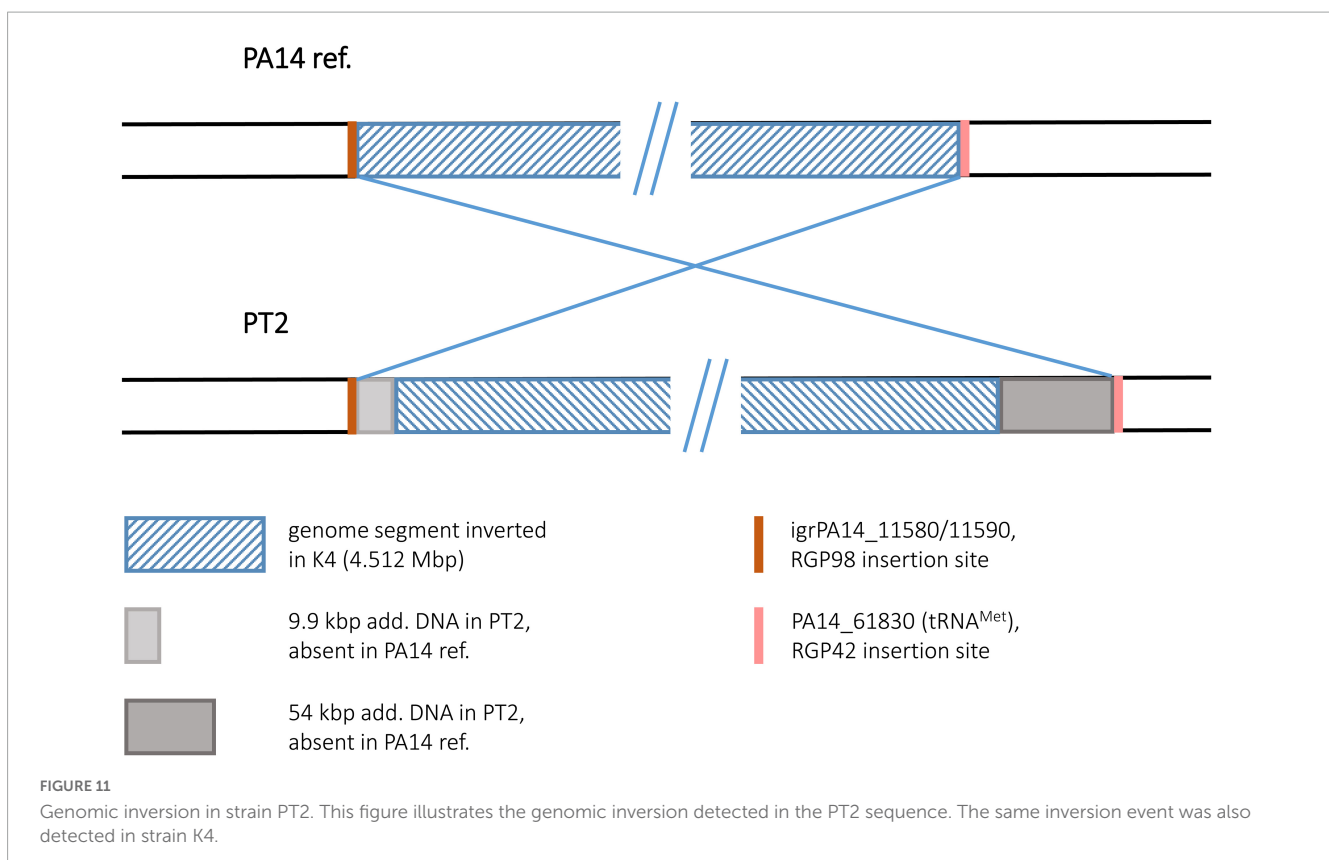 PA14 ref.
PT2
genome segment inverted
in K4 (4.512 Mbp)
9.9 kbp add. DNA in PT2,
absent in PA14 ref.
54 kbp add. DNA in PT2,
absent in PA14 ref.
igrPA14_11580/11590,
RGP98 insertion site
PA14_61830 (tRNAMet),
RGP42 insertion site
FIGURE 11
Genomic inversion in strain PT2. This figure illustrates the genomic inversion detected in the PT2 sequence. The same inversion event was also
detected in strain K4.